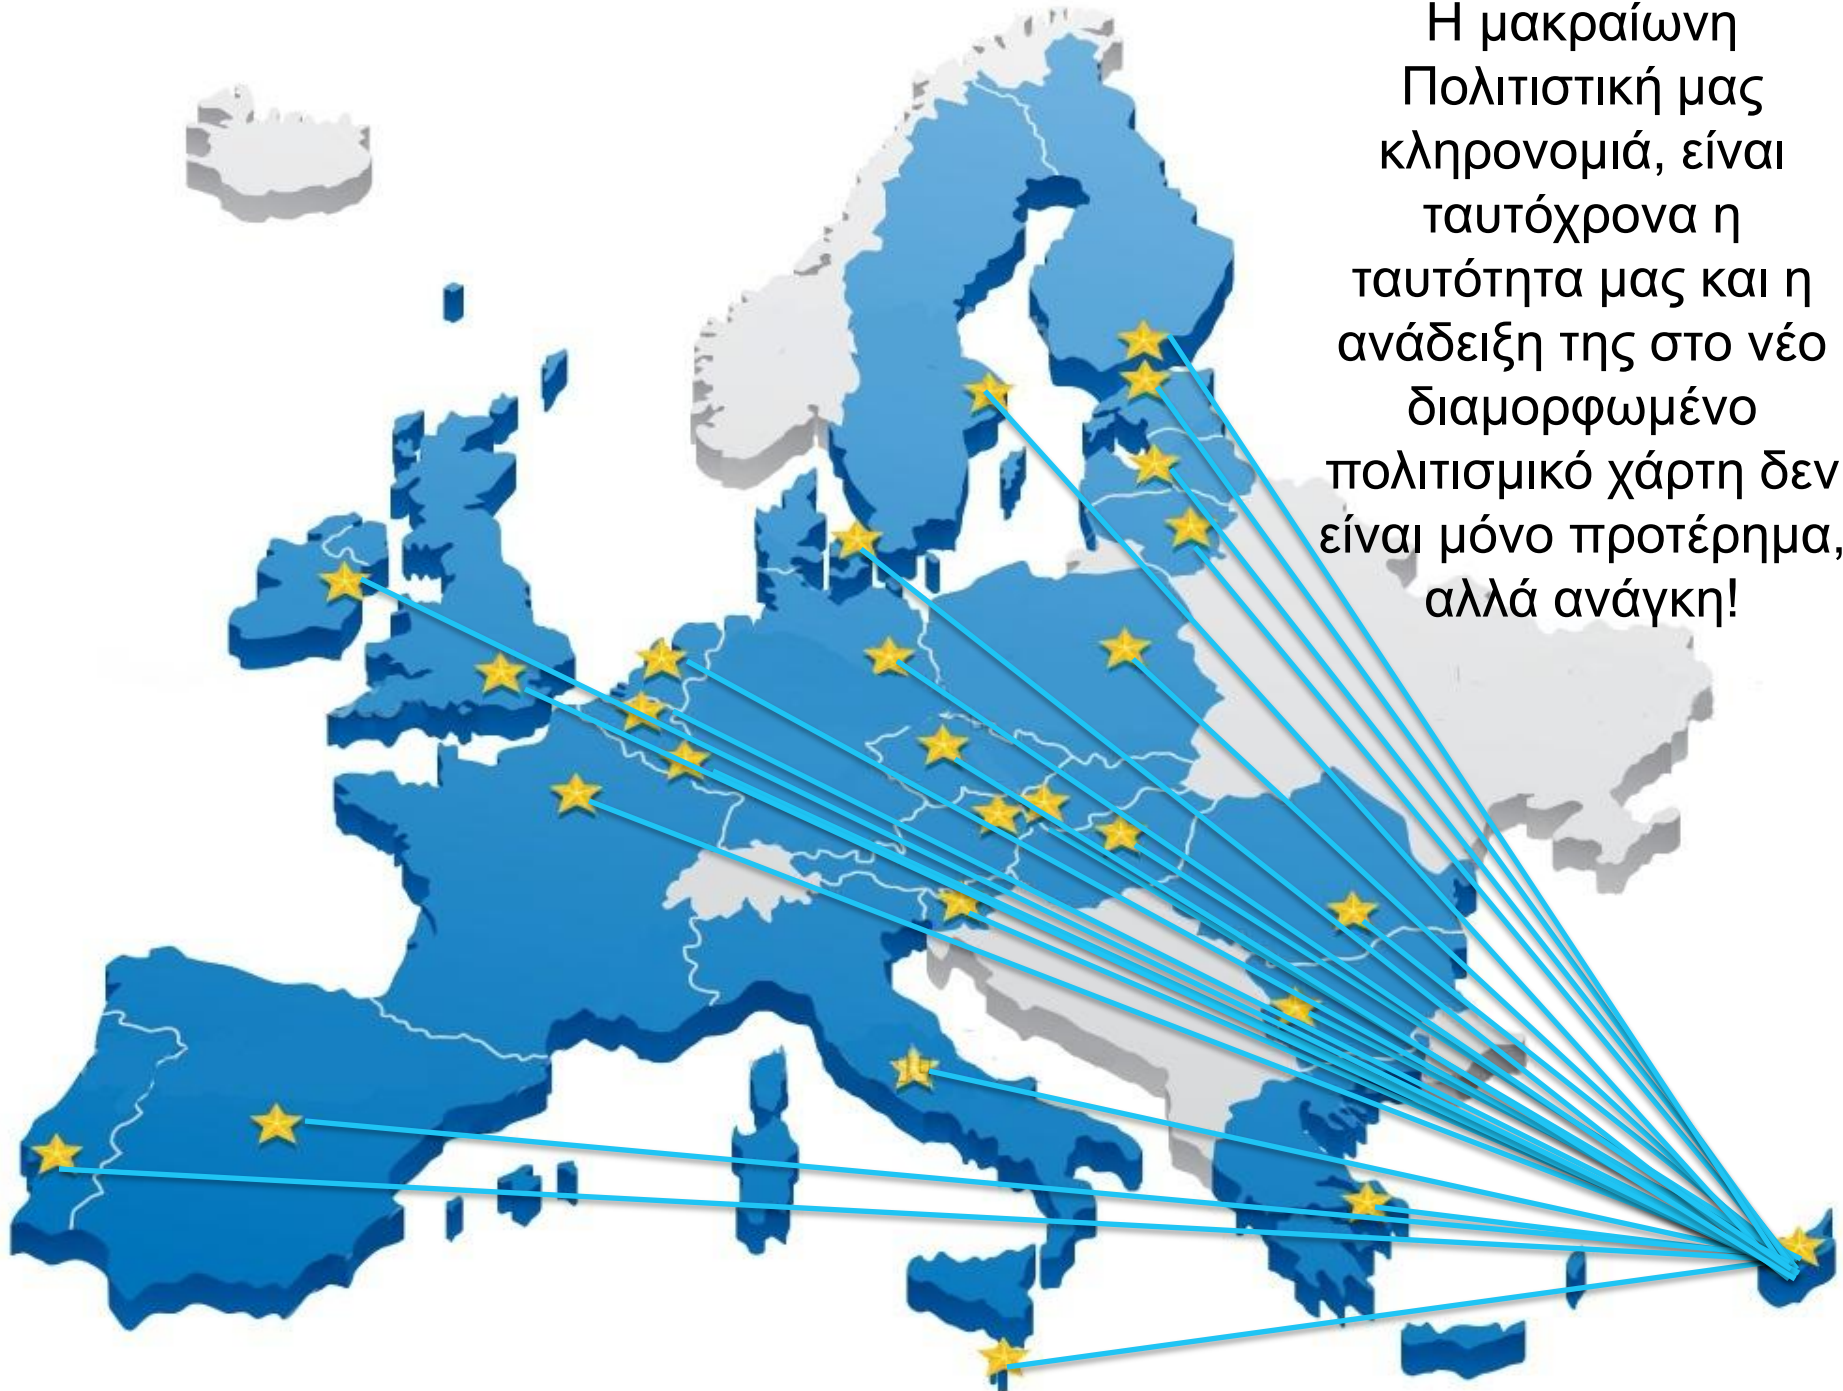 Η μακραίωνη
Πολιτιστική μας
κληρονομιά, είναι
ταυτόχρονα η
ταυτότητα μας και η
ανάδειξη της στο νέο
διαμορφωμένο
πολιτισμικό χάρτη δεν
είναι μόνο προτέρημα,
αλλά ανάγκη!